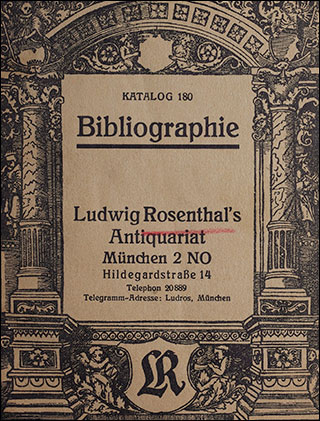 KATALOG 180
Bibliographie
Ludwig Rosenthal's
Antiquariat
München 2 NO
Hildegardstraße 14
Telephon 20889
Telegramm-Adresse: Ludros, München
LR